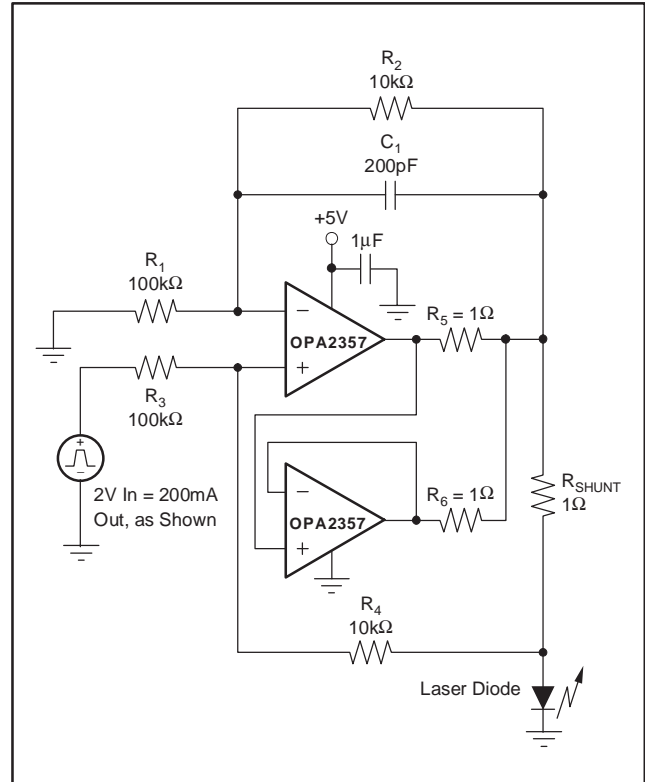 R2
10kΩ
C1
200pF
+5V
1μF
R1
100kΩ
−
OPA2357
+
R5 = 1Ω
R3
100kΩ
+
−
2V In = 200mA
Out, as Shown
−
OPA2357
+
R6 = 1Ω
RSHUNT
1Ω
R4
10kΩ
Laser Diode